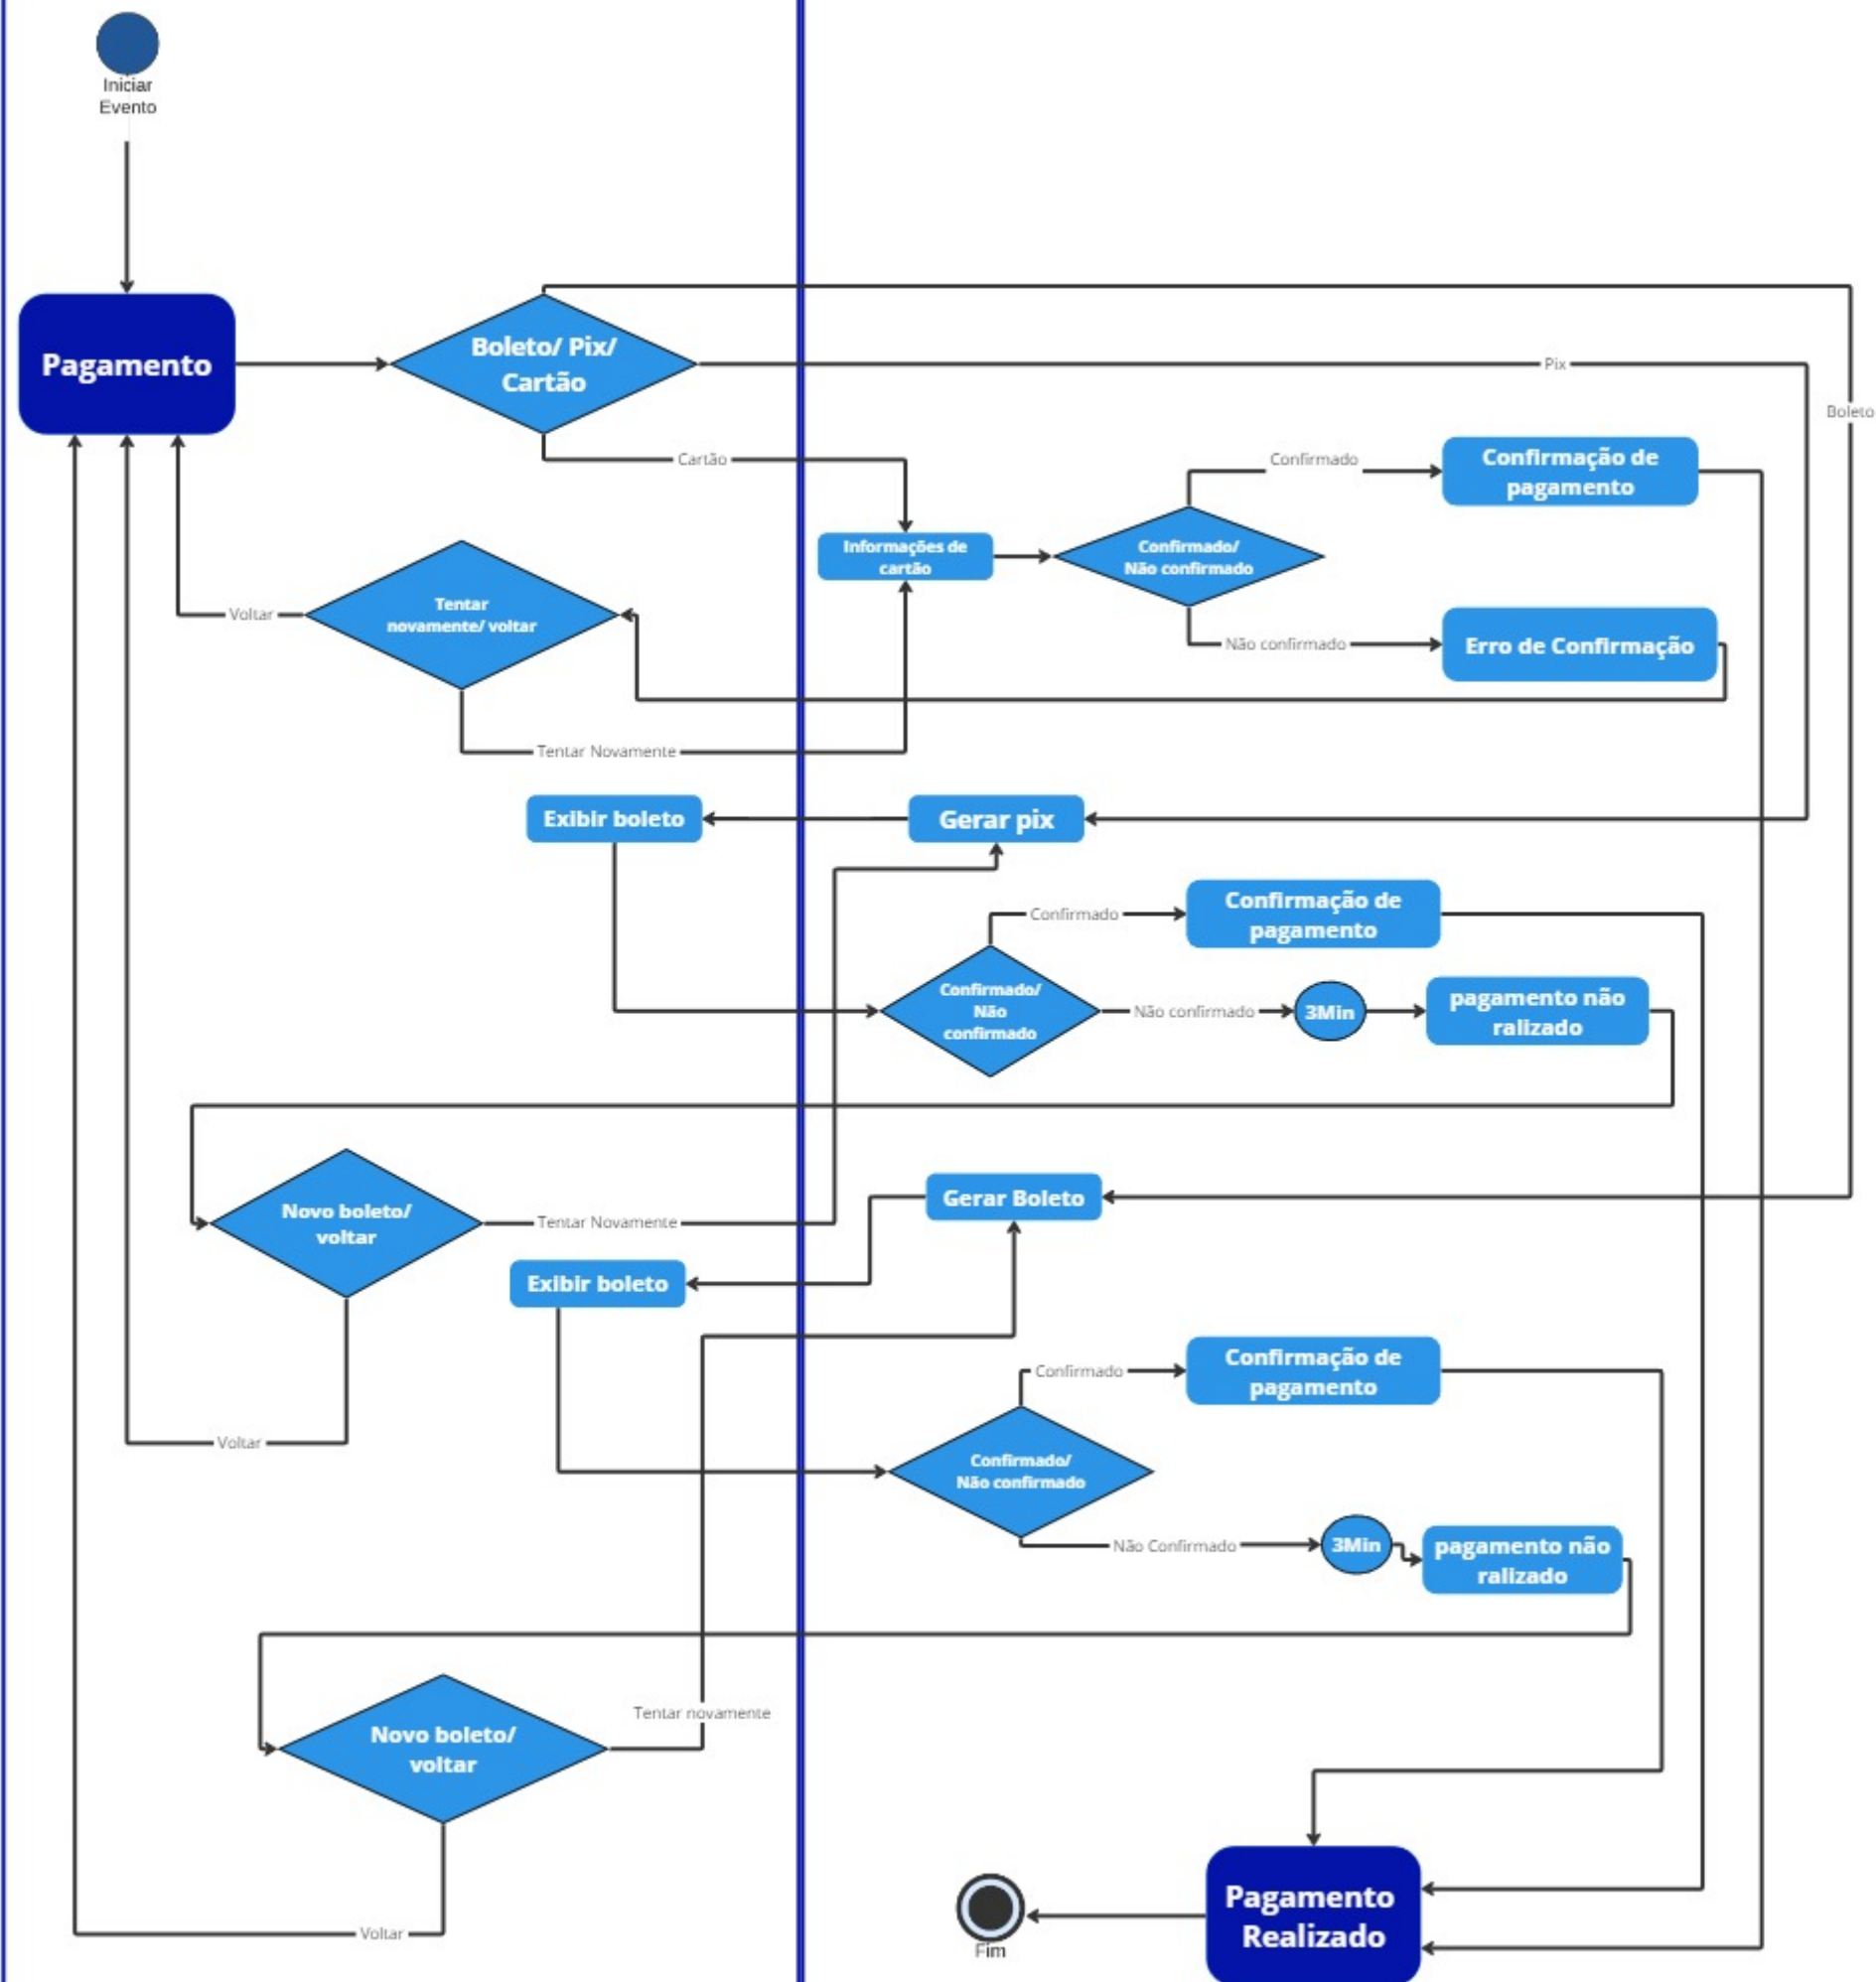 Iniciar
Evento
Pagamento
Boleto/ Pix/
Cartão
Pix
Boleto
Cartão
Confirmado
Confirmação de
pagamento
Informações de
cartão
Confirmado/
Não confirmado
Tentar
novamente/ voltar
Voltar
Não confirmado
Erro de Confirmação
Tentar Novamente
Exibir boleto
Gerar pix
Confirmado
Confirmação de
pagamento
Confirmado/
Não
confirmado
Não confirmado
3Min
pagamento não
ralizado
Novo boleto/
voltar
Tentar Novamente
Gerar Boleto
Exibir boleto
Confirmado
Confirmação de
pagamento
Voltar
Confirmado/
Não confirmado
Não Confirmado
3Min
pagamento não
ralizado
Tentar novamente
Novo boleto/
voltar
Pagamento
Realizado
Fim
Voltar